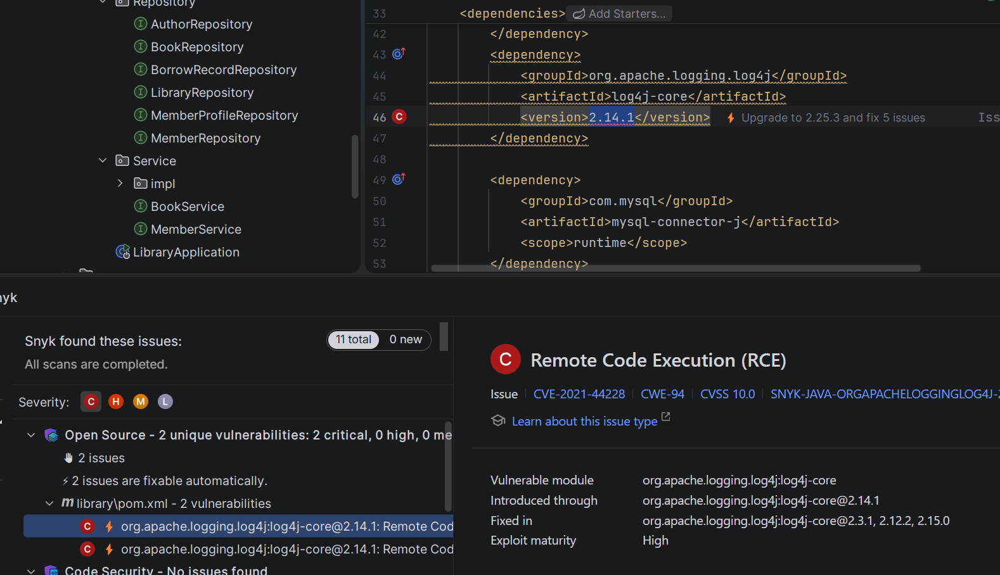 Repository
AuthorRepository
BookRepository
BorrowRecordRepository
LibraryRepository
MemberProfileRepository
MemberRepository
Service
impl
BookService
MemberService
LibraryApplication
33 <dependencies> Add Starters...
42 </dependency>
43 <dependency>
44 <groupId>org.apache.logging.log4j</groupId>
45 <artifactId>log4j-core</artifactId>
46 C <version>2.14.1</version> Upgrade to 2.25.3 and fix 5 issues Iss
47 </dependency>
48
49 <dependency>
50 <groupId>com.mysql</groupId>
51 <artifactId>mysql-connector-j</artifactId>
52 <scope>runtime</scope>
53 </dependency>
nyk
Snyk found these issues:
11 total 0 new
All scans are completed.
Severity: C H M L
Open Source - 2 unique vulnerabilities: 2 critical, 0 high, 0 me
2 issues
2 issues are fixable automatically.
m library\pom.xml - 2 vulnerabilities
C org.apache.logging.log4j:log4j-core@2.14.1: Remote Cod
C org.apache.logging.log4j:log4j-core@2.14.1: Remote Cod
Code Security - No issues found
C Remote Code Execution (RCE)
Issue CVE-2021-44228 CWE-94 CVSS 10.0 SNYK-JAVA-ORGAPACHELOGGINGLOG4J-2
Learn about this issue type
Vulnerable module org.apache.logging.log4j:log4j-core
Introduced through org.apache.logging.log4j:log4j-core@2.14.1
Fixed in org.apache.logging.log4j:log4j-core@2.3.1, 2.12.2, 2.15.0
Exploit maturity High